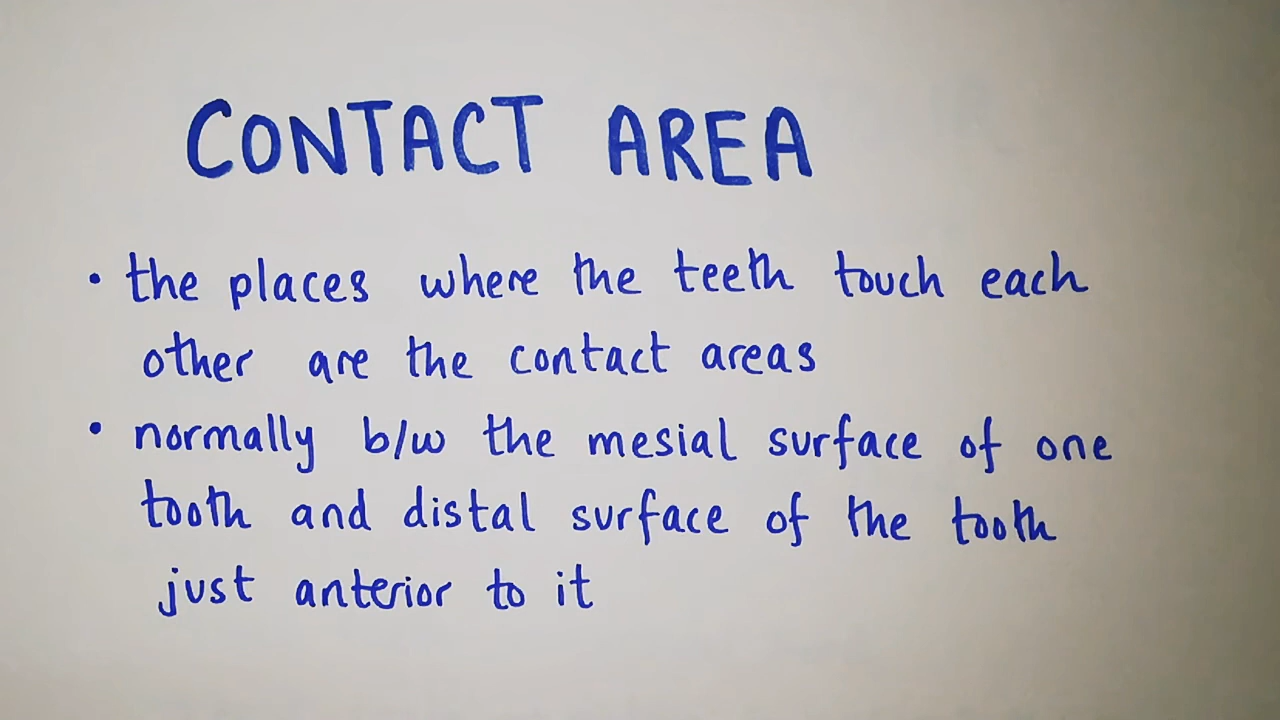 CONTACT AREA
• the places where the teeth touch each
other are the contact areas
• normally b/w the mesial surface of one
tooth and distal surface of the tooth
just anterior to it